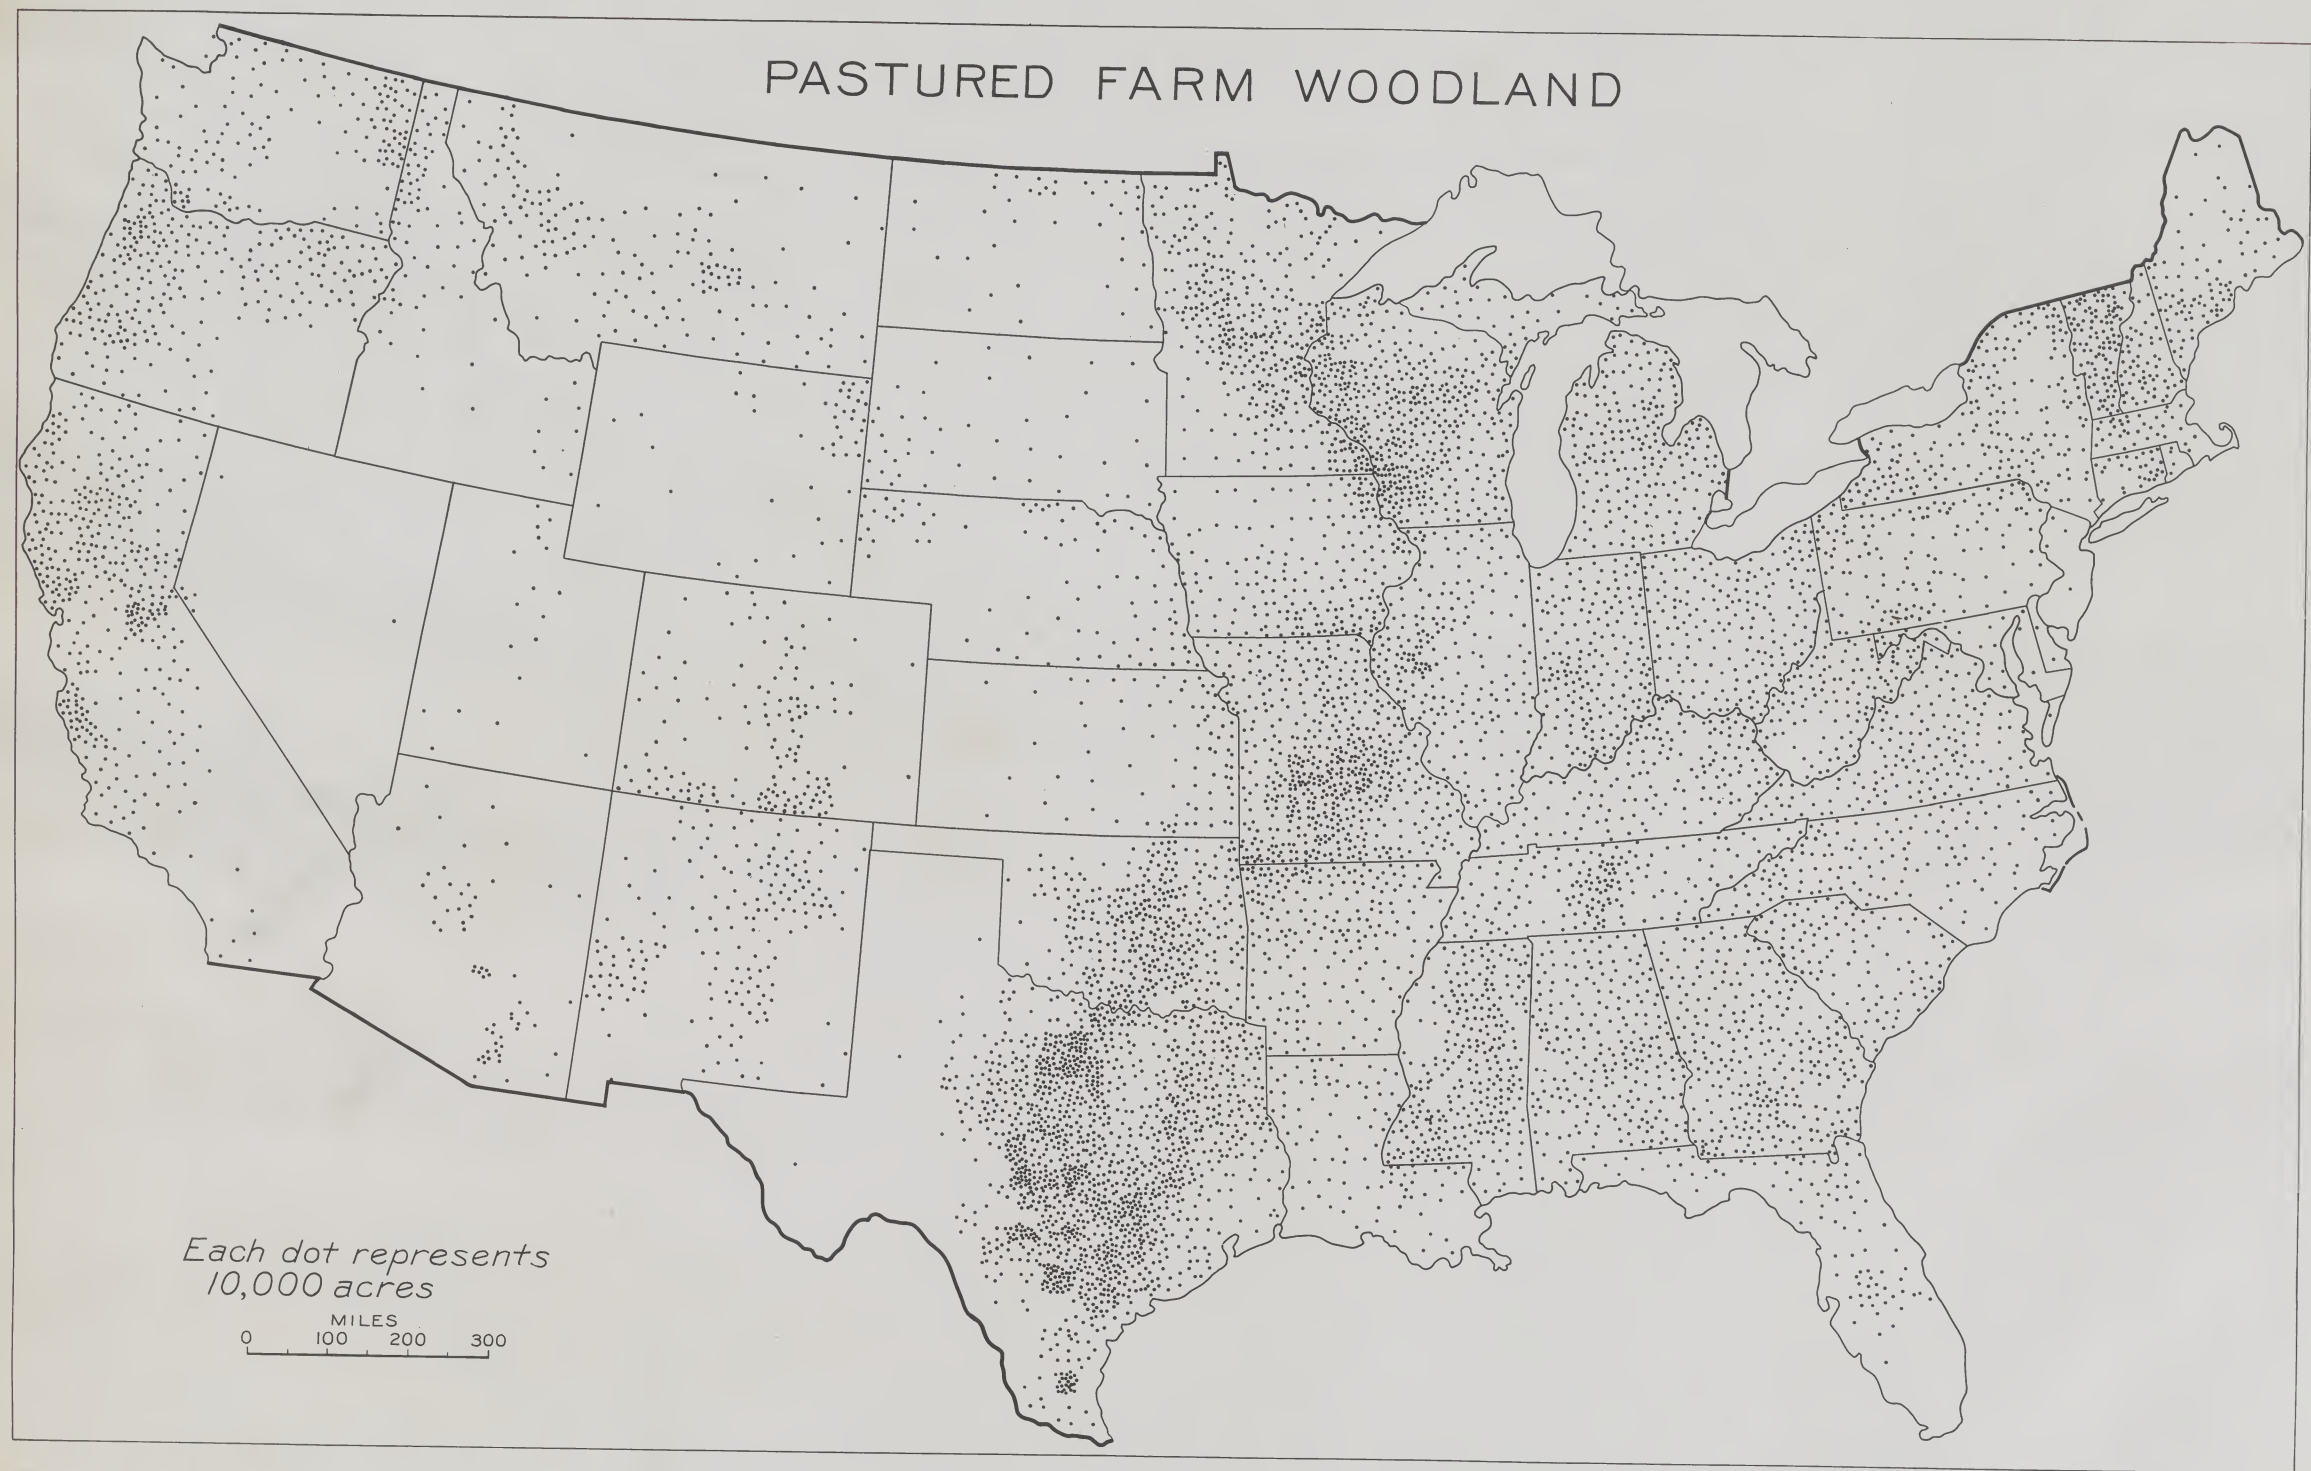 PASTURED FARM WOODLAND
Each dot represents
10,000 acres
MILES
0 100 200 300